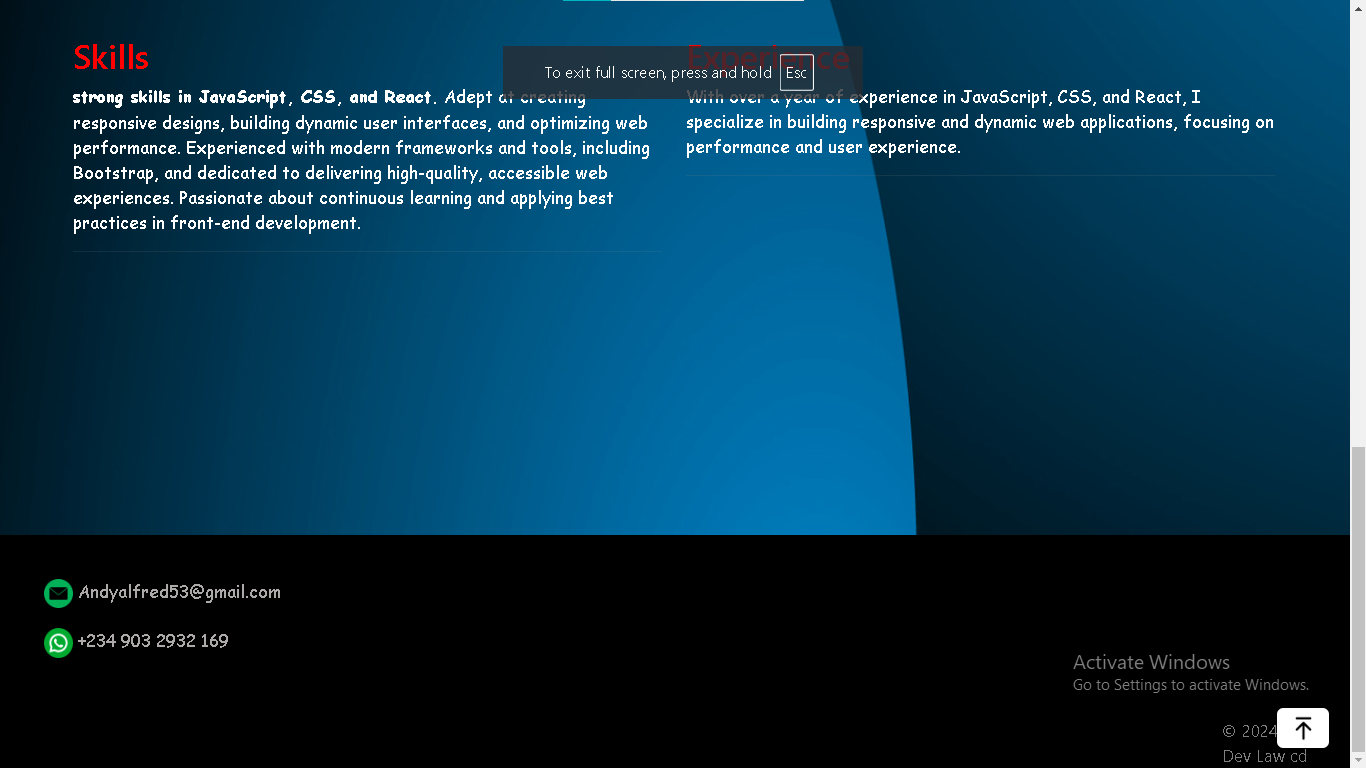 Skills
strong skills in JavaScript, CSS, and React. Adept at creating
responsive designs, building dynamic user interfaces, and optimizing web
performance. Experienced with modern frameworks and tools, including
Bootstrap, and dedicated to delivering high-quality, accessible web
experiences. Passionate about continuous learning and applying best
practices in front-end development.
To exit full screen, press and hold Esc
Experience
With over a year of experience in JavaScript, CSS, and React, I
specialize in building responsive and dynamic web applications, focusing on
performance and user experience.
Andyalfred53@gmail.com
+234 903 2932 169
Activate Windows
Go to Settings to activate Windows.
© 2024
Dev Law cd